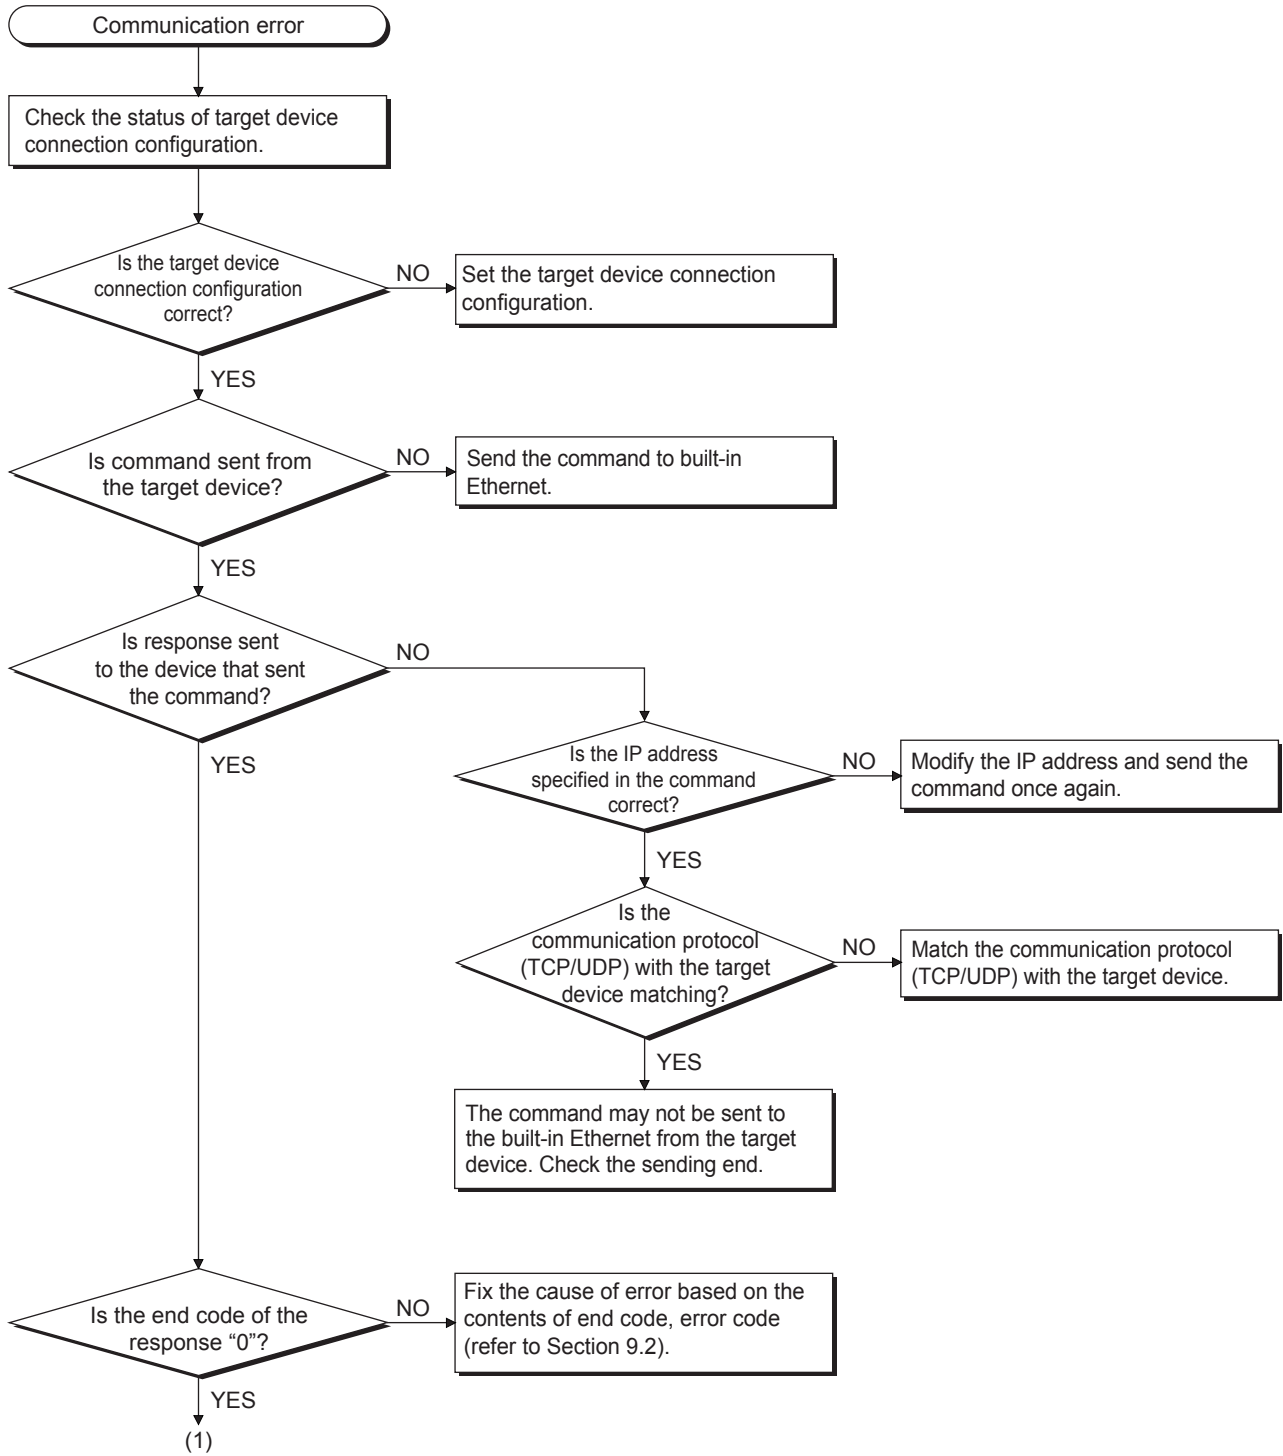 Communication error
Check the status of target device
connection configuration.
Is the target device
connection configuration
correct?
NO
Set the target device connection
configuration.
YES
Is command sent from
the target device?
NO
Send the command to built-in
Ethernet.
YES
Is response sent
to the device that sent
the command?
NO
YES
Is the IP address
specified in the command
correct?
NO
Modify the IP address and send the
command once again.
YES
Is the
communication protocol
(TCP/UDP) with the target
device matching?
NO
Match the communication protocol
(TCP/UDP) with the target device.
YES
The command may not be sent to
the built-in Ethernet from the target
device. Check the sending end.
Is the end code of the
response “0”?
NO
Fix the cause of error based on the
contents of end code, error code
(refer to Section 9.2).
YES
(1)